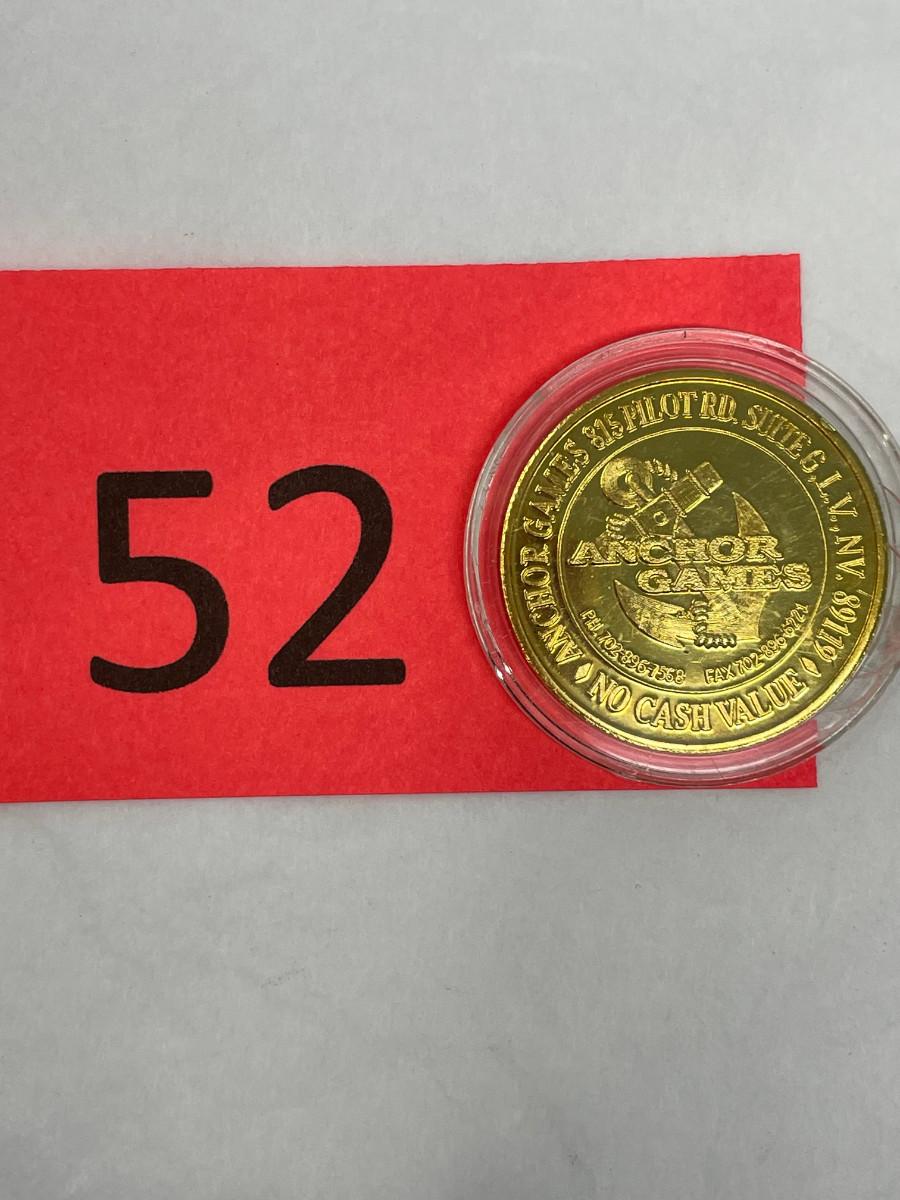 52
ANCHOR GAMES 815 PILOT RD. SUITE G, L.V., NV. 89119
ANCHOR
GAMES
PH. 702-896-7568 FAX 702-896-6221
NO CASH VALUE